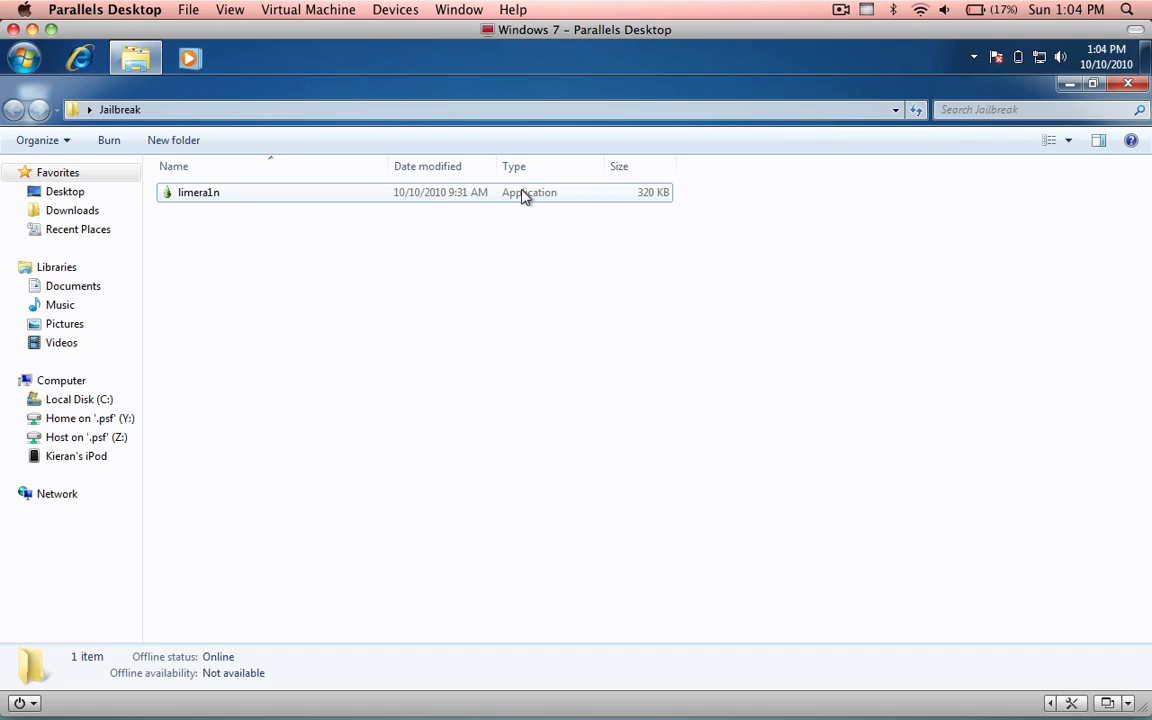 Parallels Desktop File View Virtual Machine Devices Window Help (17%) Sun 1:04 PM
Windows 7 - Parallels Desktop
1:04 PM
10/10/2010
Jailbreak Search Jailbreak
Organize Burn New folder
Name Date modified Type Size
limera1n 10/10/2010 9:31 AM Application 320 KB
Favorites
Desktop
Downloads
Recent Places
Libraries
Documents
Music
Pictures
Videos
Computer
Local Disk (C:)
Home on '.psf' (Y:)
Host on '.psf' (Z:)
Kieran's iPod
Network
1 item Offline status: Online
Offline availability: Not available